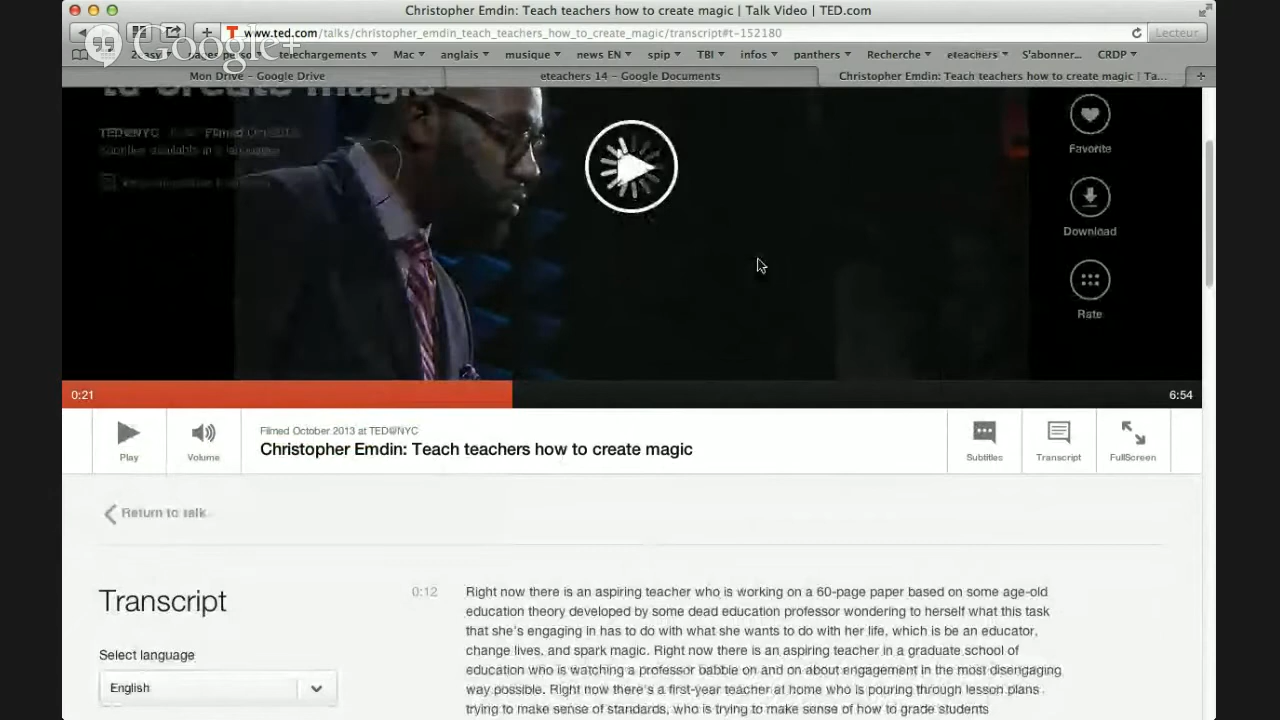 Christopher Emdin: Teach teachers how to create magic | Talk Video | TED.com
Google+
www.ted.com/talks/christopher_emdin_teach_teachers_how_to_create_magic/transcript#t-152180
Lecteur
telechargements Mac anglais musique news EN spip TBI infos panthers Recherche eteachers S'abonner... CRDP
Mon Drive – Google Drive
eteachers 14 – Google Documents
Christopher Emdin: Teach teachers how to create magic | Ta...
to create magic
TED@NYC
Favorite
Download
Rate
0:21
6:54
Play
Volume
Filmed October 2013 at TED@NYC
Christopher Emdin: Teach teachers how to create magic
Subtitles
Transcript
FullScreen
Return to talk
Transcript
0:12
Right now there is an aspiring teacher who is working on a 60-page paper based on some age-old
education theory developed by some dead education professor wondering to herself what this task
that she's engaging in has to do with what she wants to do with her life, which is be an educator,
change lives, and spark magic. Right now there is an aspiring teacher in a graduate school of
education who is watching a professor babble on and on about engagement in the most disengaging
way possible. Right now there's a first-year teacher at home who is pouring through lesson plans
trying to make sense of standards, who is trying to make sense of how to grade students
Select language
English